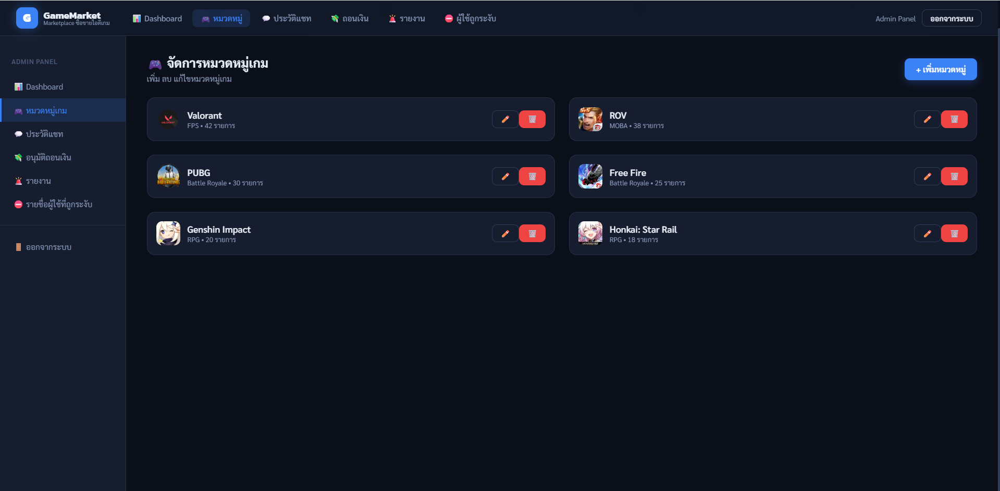 G
GameMarket
Marketplace ซื้อขายไอดีเกม
Dashboard
หมวดหมู่
ประวัติแชท
ถอนเงิน
รายงาน
ผู้ใช้ถูกระงับ
Admin Panel
ออกจากระบบ
ADMIN PANEL
Dashboard
หมวดหมู่เกม
ประวัติแชท
อนุมัติถอนเงิน
รายงาน
รายชื่อผู้ใช้ที่ถูกระงับ
ออกจากระบบ
จัดการหมวดหมู่เกม
เพิ่ม ลบ แก้ไขหมวดหมู่เกม
+ เพิ่มหมวดหมู่
VALORANT
Valorant
FPS • 42 รายการ
5v5
ROV
MOBA • 38 รายการ
BATTLEGROUNDS
PUBG
Battle Royale • 30 รายการ
Free Fire
Battle Royale • 25 รายการ
Genshin Impact
RPG • 20 รายการ
HOYOVERSE
Honkai: Star Rail
RPG • 18 รายการ